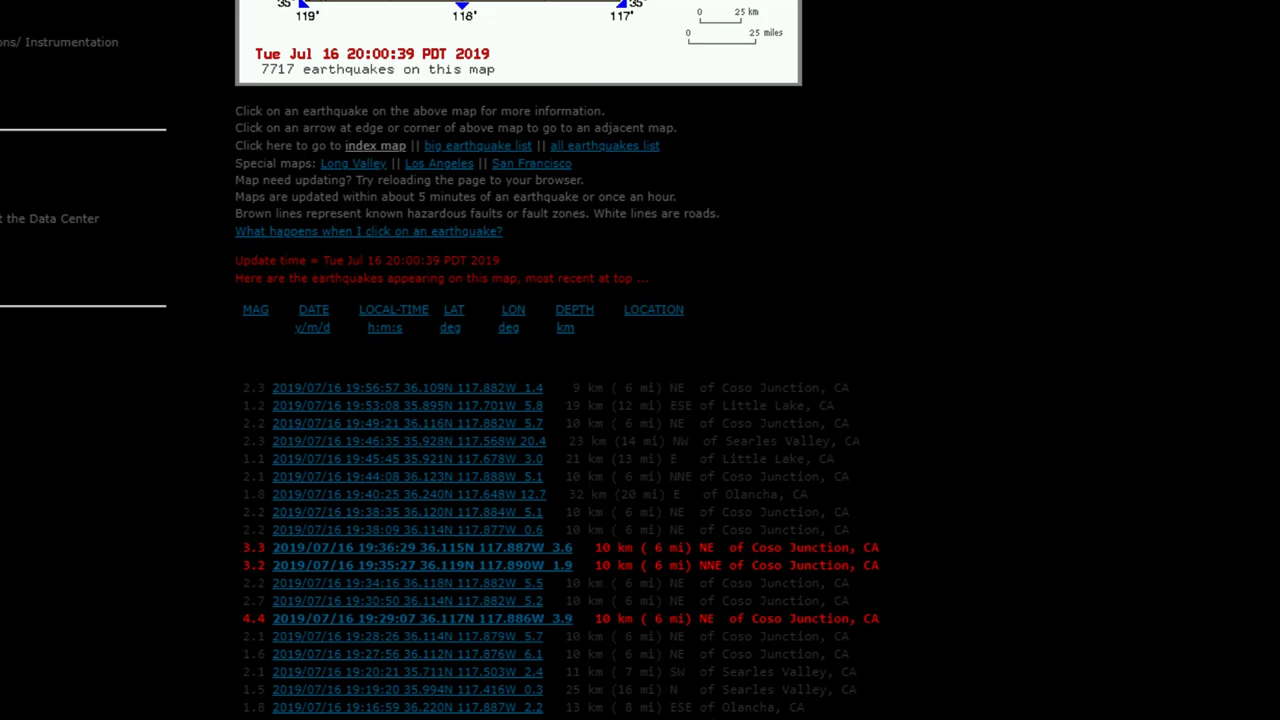 35° 35°
119° 118° 117°
0 25 km
0 25 miles
Tue Jul 16 20:00:39 PDT 2019
7717 earthquakes on this map
ons/ Instrumentation
t the Data Center
Click on an earthquake on the above map for more information.
Click on an arrow at edge or corner of above map to go to an adjacent map.
Click here to go to index map || big earthquake list || all earthquakes list
Special maps: Long Valley || Los Angeles || San Francisco
Map need updating? Try reloading the page to your browser.
Maps are updated within about 5 minutes of an earthquake or once an hour.
Brown lines represent known hazardous faults or fault zones. White lines are roads.
What happens when I click on an earthquake?
Update time = Tue Jul 16 20:00:39 PDT 2019
Here are the earthquakes appearing on this map, most recent at top ...
MAG DATE LOCAL-TIME LAT LON DEPTH LOCATION
y/m/d h:m:s deg deg km
2.3 2019/07/16 19:56:57 36.109N 117.882W 1.4 9 km ( 6 mi) NE of Coso Junction, CA
1.2 2019/07/16 19:53:08 35.895N 117.701W 5.8 19 km (12 mi) ESE of Little Lake, CA
2.2 2019/07/16 19:49:21 36.116N 117.882W 5.7 10 km ( 6 mi) NE of Coso Junction, CA
2.3 2019/07/16 19:46:35 35.928N 117.568W 20.4 23 km (14 mi) NW of Searles Valley, CA
1.1 2019/07/16 19:45:45 35.921N 117.678W 3.0 21 km (13 mi) E of Little Lake, CA
2.1 2019/07/16 19:44:08 36.123N 117.888W 5.1 10 km ( 6 mi) NNE of Coso Junction, CA
1.8 2019/07/16 19:40:25 36.240N 117.648W 12.7 32 km (20 mi) E of Olancha, CA
2.2 2019/07/16 19:38:35 36.120N 117.884W 5.1 10 km ( 6 mi) NE of Coso Junction, CA
2.2 2019/07/16 19:38:09 36.114N 117.877W 0.6 10 km ( 6 mi) NE of Coso Junction, CA
3.3 2019/07/16 19:36:29 36.115N 117.887W 3.6 10 km ( 6 mi) NE of Coso Junction, CA
3.2 2019/07/16 19:35:27 36.119N 117.890W 1.9 10 km ( 6 mi) NNE of Coso Junction, CA
2.2 2019/07/16 19:34:16 36.118N 117.882W 5.5 10 km ( 6 mi) NE of Coso Junction, CA
2.7 2019/07/16 19:30:50 36.114N 117.882W 5.2 10 km ( 6 mi) NE of Coso Junction, CA
4.4 2019/07/16 19:29:07 36.117N 117.886W 3.9 10 km ( 6 mi) NE of Coso Junction, CA
2.1 2019/07/16 19:28:26 36.114N 117.879W 5.7 10 km ( 6 mi) NE of Coso Junction, CA
1.6 2019/07/16 19:27:56 36.112N 117.876W 6.1 10 km ( 6 mi) NE of Coso Junction, CA
2.1 2019/07/16 19:20:21 35.711N 117.503W 2.4 11 km ( 7 mi) SW of Searles Valley, CA
1.5 2019/07/16 19:19:20 35.994N 117.416W 0.3 25 km (16 mi) N of Searles Valley, CA
1.8 2019/07/16 19:16:59 36.220N 117.887W 2.2 13 km ( 8 mi) ESE of Olancha, CA